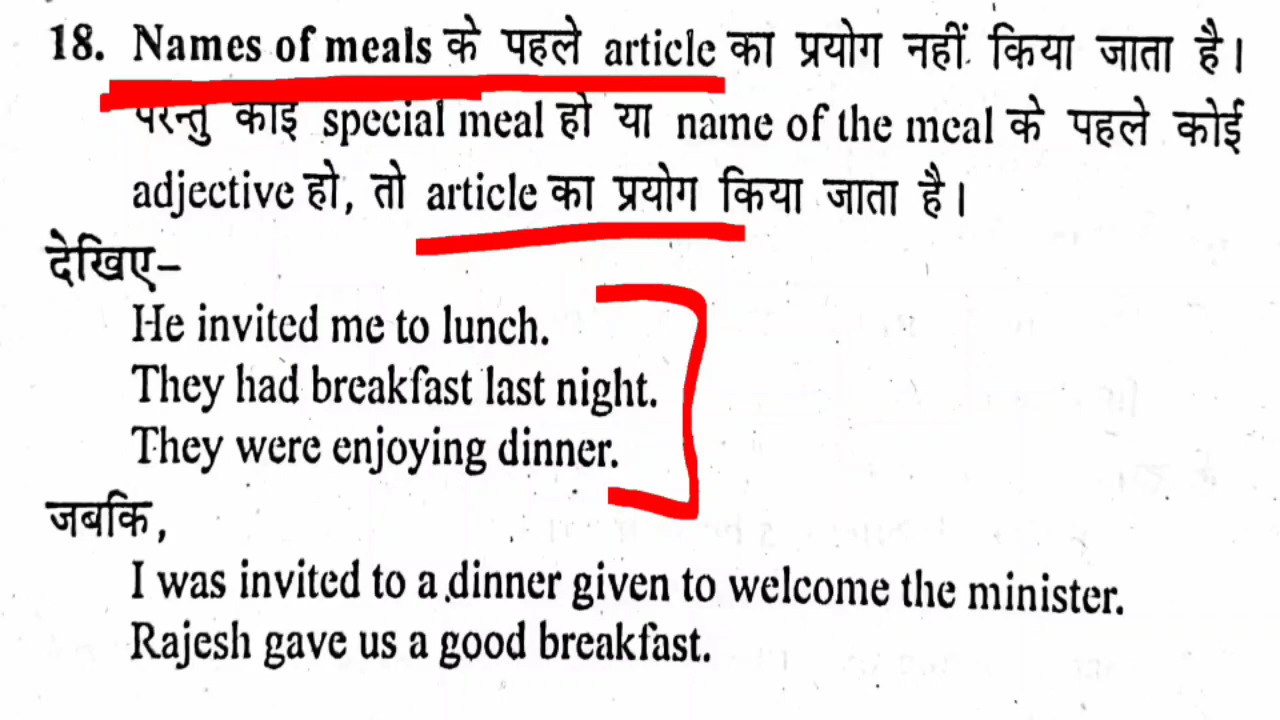 18. Names of meals के पहले article का प्रयोग नहीं किया जाता है।
परन्तु कोई special meal हो या name of the meal के पहले कोई
adjective हो, तो article का प्रयोग किया जाता है।
देखिए–
He invited me to lunch.
They had breakfast last night.
They were enjoying dinner.
जबकि,
I was invited to a dinner given to welcome the minister.
Rajesh gave us a good breakfast.